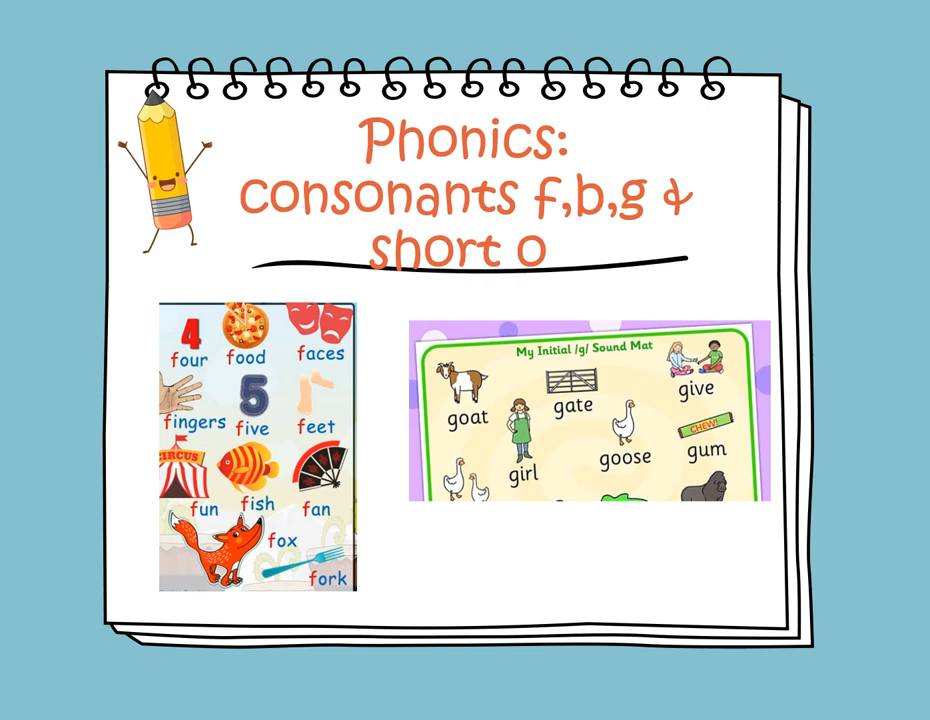 Phonics:
consonants f,b,g &
short o
4
four food faces
5
fingers five feet
CIRCUS
fun fish fan
fox
fork
My Initial /g/ Sound Mat
goat gate give
CHEW!
girl goose gum